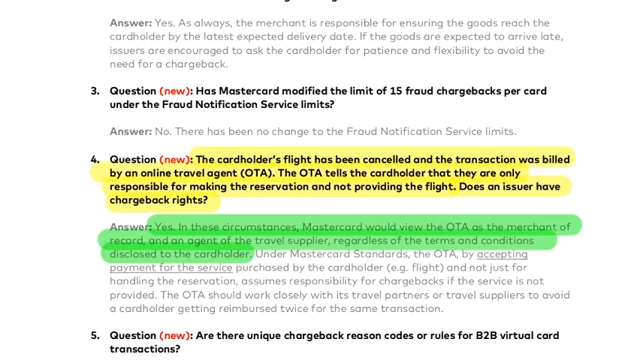 Answer: Yes. As always, the merchant is responsible for ensuring the goods reach the
cardholder by the latest expected delivery date. If the goods are expected to arrive late,
issuers are encouraged to ask the cardholder for patience and flexibility to avoid the
need for a chargeback.
3. Question (new): Has Mastercard modified the limit of 15 fraud chargebacks per card
under the Fraud Notification Service limits?
Answer: No. There has been no change to the Fraud Notification Service limits.
4. Question (new): The cardholder's flight has been cancelled and the transaction was billed
by an online travel agent (OTA). The OTA tells the cardholder that they are only
responsible for making the reservation and not providing the flight. Does an issuer have
chargeback rights?
Answer: Yes. In these circumstances, Mastercard would view the OTA as the merchant of
record, and an agent of the travel supplier, regardless of the terms and conditions
disclosed to the cardholder. Under Mastercard Standards, the OTA, by accepting
payment for the service purchased by the cardholder (e.g. flight) and not just for
handling the reservation, assumes responsibility for chargebacks if the service is not
provided. The OTA should work closely with its travel partners or travel suppliers to avoid
a cardholder getting reimbursed twice for the same transaction.
5. Question (new): Are there unique chargeback reason codes or rules for B2B virtual card
transactions?